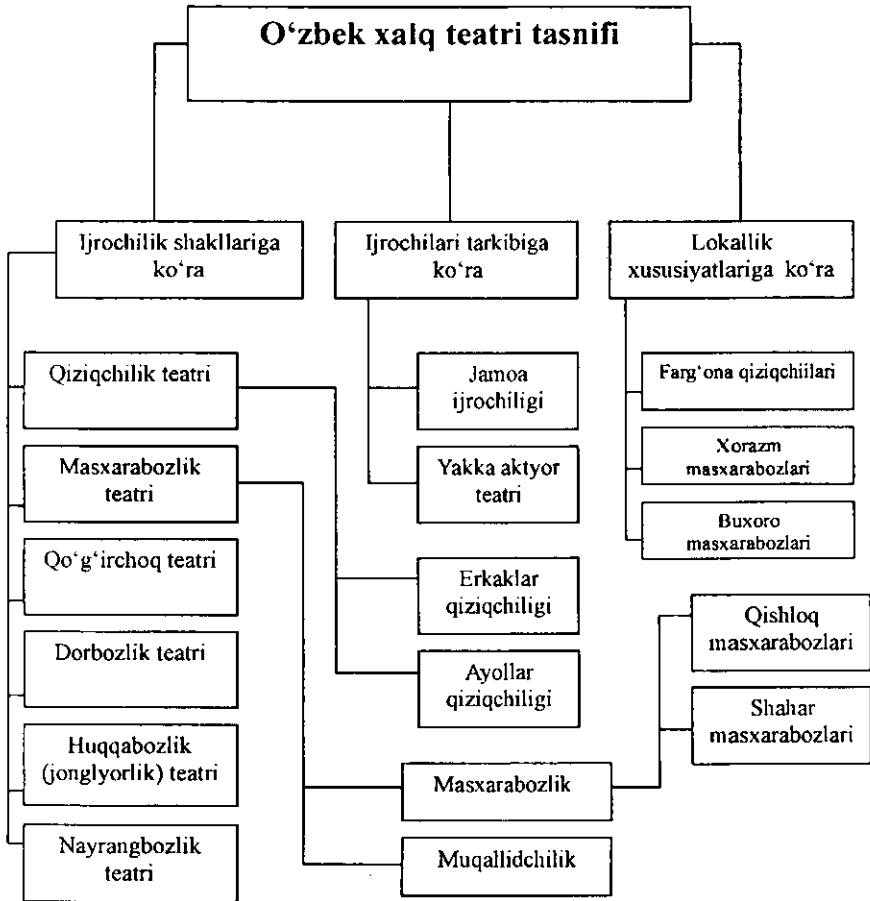 O‘zbek xalq teatri tasnifi
Ijrochilik shakllariga
ko‘ra
Ijrochilari tarkibiga
ko‘ra
Lokallik
xususiyatlariga ko‘ra
Qiziqchilik teatri
Masxarabozlik
teatri
Qo‘g‘irchoq teatri
Dorbozlik teatri
Huqqabozlik
(jonglyorlik) teatri
Nayrangbozlik
teatri
Jamoa
ijrochiligi
Yakka aktyor
teatri
Erkaklar
qiziqchiligi
Ayollar
qiziqchiligi
Masxarabozlik
Muqallidchilik
Farg‘ona qiziqchiilari
Xorazm
masxarabozlari
Buxoro
masxarabozlari
Qishloq
masxarabozlari
Shahar
masxarabozlari